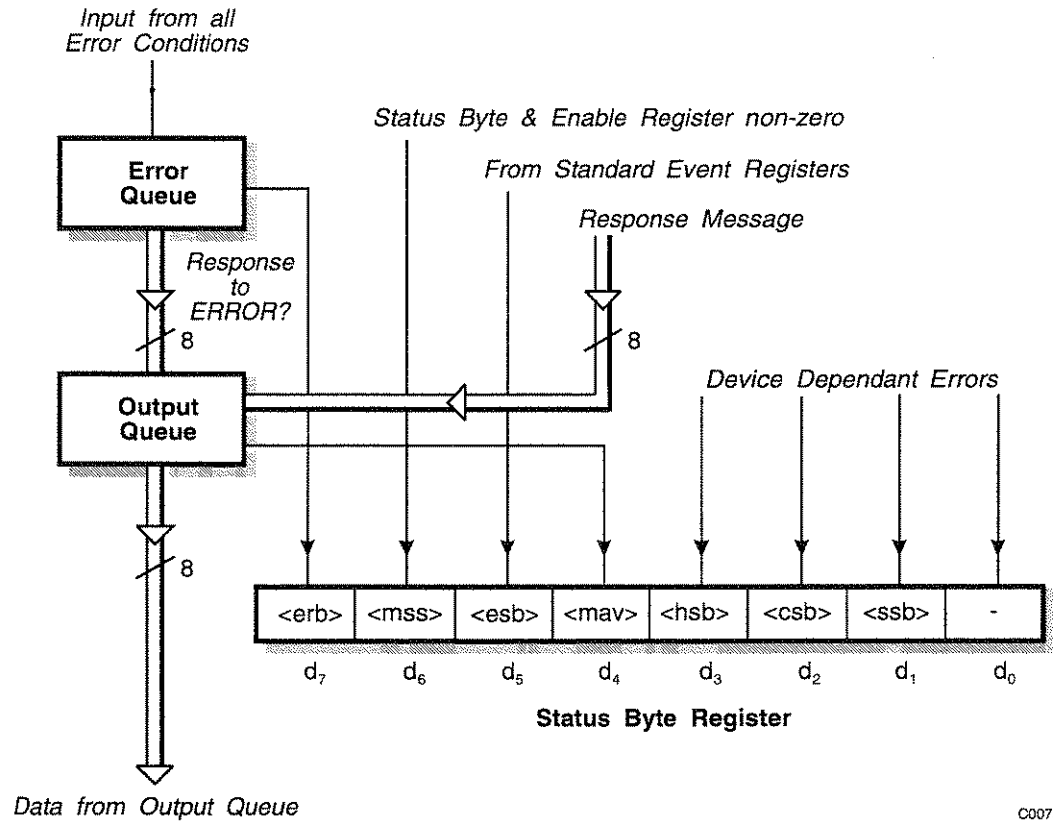 Input from all
Error Conditions
Status Byte & Enable Register non-zero
Error
Queue
From Standard Event Registers
Response Message
Response
to
ERROR?
8
8
Device Dependant Errors
Output
Queue
8
<erb> <mss> <esb> <mav> <hsb> <csb> <ssb> -
d₇ d₆ d₅ d₄ d₃ d₂ d₁ d₀
Status Byte Register
Data from Output Queue
C007